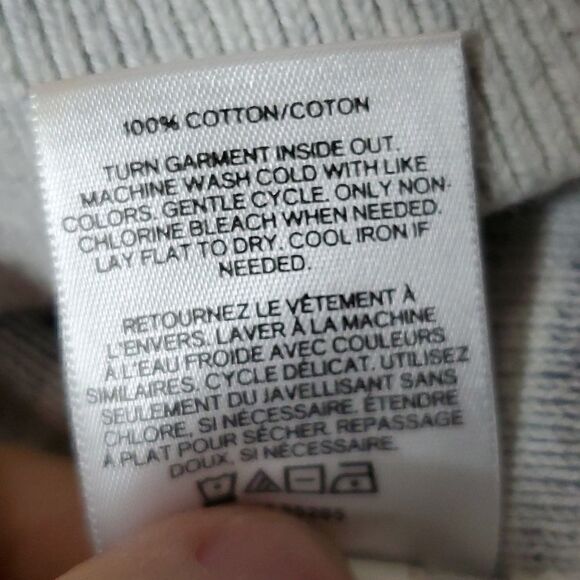 100% COTTON/COTON
TURN GARMENT INSIDE OUT.
MACHINE WASH COLD WITH LIKE
COLORS. GENTLE CYCLE. ONLY NON-
CHLORINE BLEACH WHEN NEEDED.
LAY FLAT TO DRY. COOL IRON IF
NEEDED.
RETOURNEZ LE VÊTEMENT À
L'ENVERS. LAVER À LA MACHINE
À L'EAU FROIDE AVEC COULEURS
SIMILAIRES. CYCLE DÉLICAT. UTILISEZ
SEULEMENT DU JAVELLISANT SANS
CHLORE, SI NÉCESSAIRE. ÉTENDRE
À PLAT POUR SÉCHER. REPASSAGE
DOUX, SI NÉCESSAIRE.